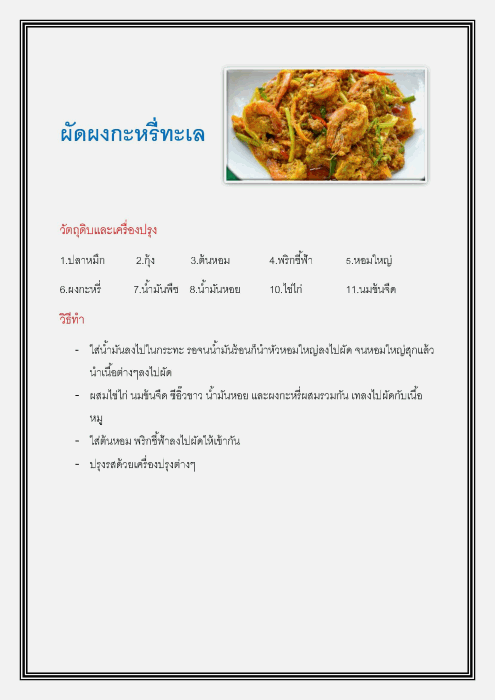 ผัดผงกะหรี่ทะเล
วัตถุดิบและเครื่องปรุง
1.ปลาหมึก 2.กุ้ง 3.ต้นหอม 4.พริกชี้ฟ้า 5.หอมใหญ่
6.ผงกะหรี่ 7.น้ำมันพืช 8.น้ำมันหอย 10.ไข่ไก่ 11.นมข้นจืด
วิธีทำ
- ใส่น้ำมันลงไปในกระทะ รอจนน้ำมันร้อนก็นำหัวหอมใหญ่ลงไปผัด จนหอมใหญ่สุกแล้ว
นำเนื้อต่างๆลงไปผัด
- ผสมไข่ไก่ นมข้นจืด ซีอิ๊วขาว น้ำมันหอย และผงกะหรี่ผสมรวมกัน เทลงไปผัดกับเนื้อ
หมู
- ใส่ต้นหอม พริกชี้ฟ้าลงไปผัดให้เข้ากัน
- ปรุงรสด้วยเครื่องปรุงต่างๆ